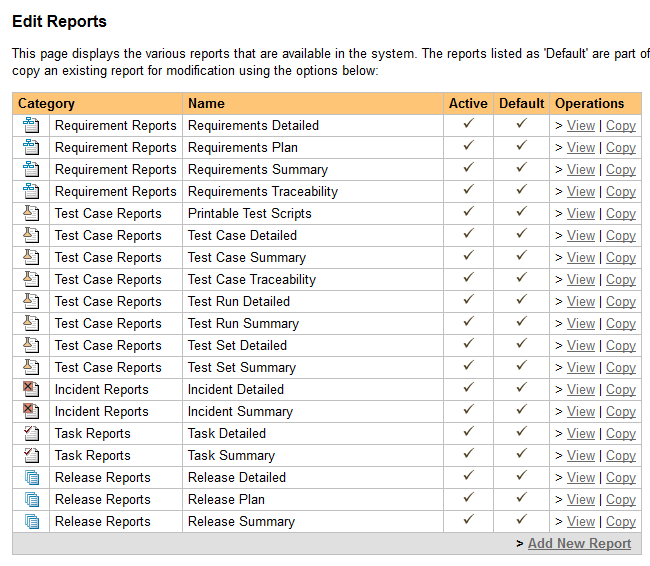 Edit Reports
This page displays the various reports that are available in the system. The reports listed as 'Default' are part of
copy an existing report for modification using the options below:
Category Name Active Default Operations
Requirement Reports Requirements Detailed > View | Copy
Requirement Reports Requirements Plan > View | Copy
Requirement Reports Requirements Summary > View | Copy
Requirement Reports Requirements Traceability > View | Copy
Test Case Reports Printable Test Scripts > View | Copy
Test Case Reports Test Case Detailed > View | Copy
Test Case Reports Test Case Summary > View | Copy
Test Case Reports Test Case Traceability > View | Copy
Test Case Reports Test Run Detailed > View | Copy
Test Case Reports Test Run Summary > View | Copy
Test Case Reports Test Set Detailed > View | Copy
Test Case Reports Test Set Summary > View | Copy
Incident Reports Incident Detailed > View | Copy
Incident Reports Incident Summary > View | Copy
Task Reports Task Detailed > View | Copy
Task Reports Task Summary > View | Copy
Release Reports Release Detailed > View | Copy
Release Reports Release Plan > View | Copy
Release Reports Release Summary > View | Copy
> Add New Report